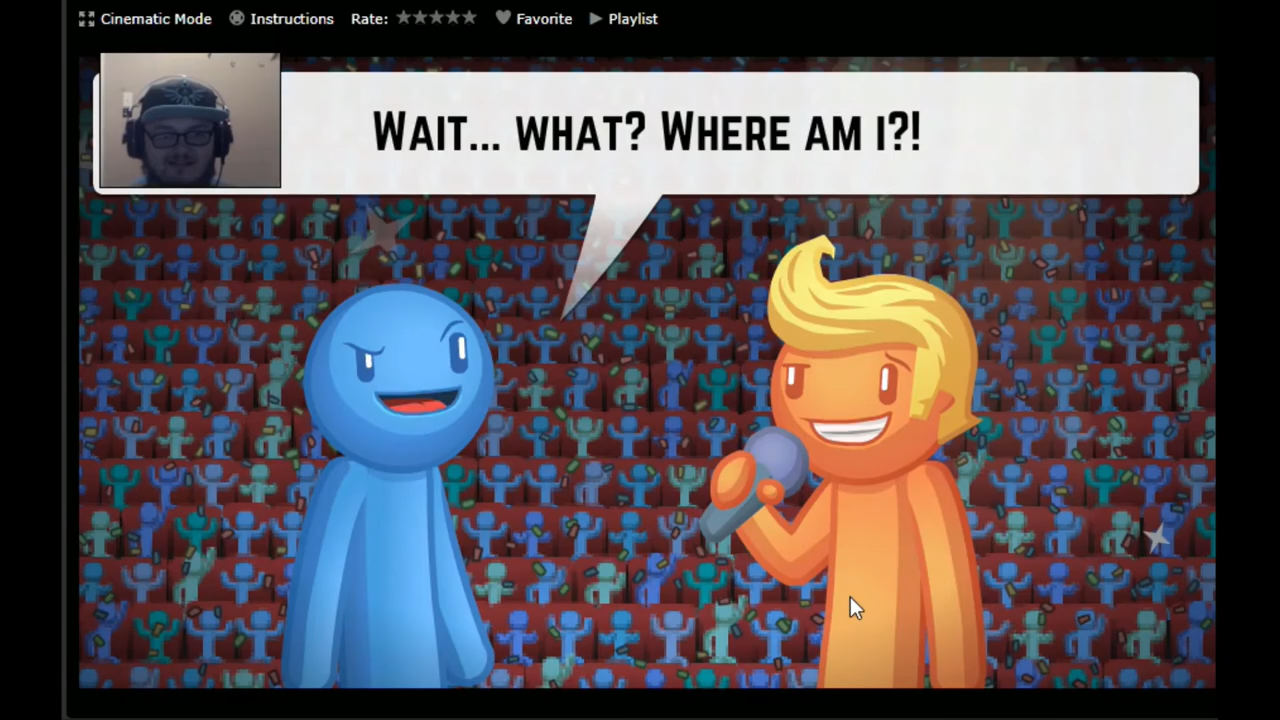 Cinematic Mode Instructions Rate: Favorite Playlist
WAIT... WHAT? WHERE AM I?!